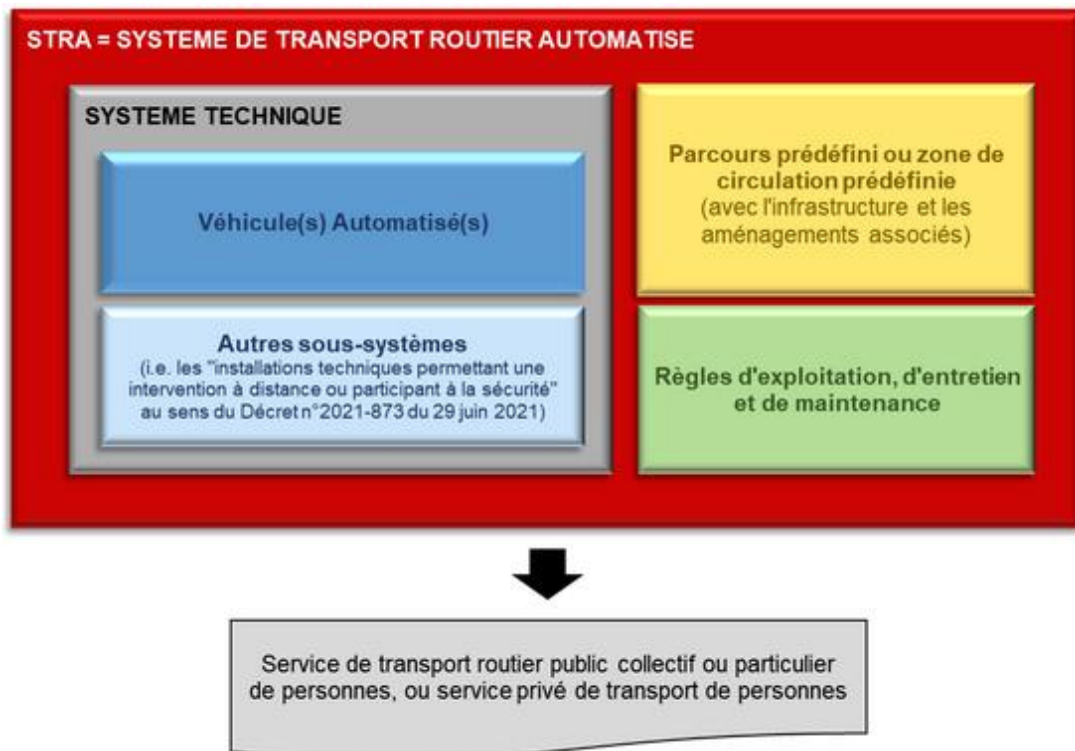 STRA = SYSTEME DE TRANSPORT ROUTIER AUTOMATISE
SYSTEME TECHNIQUE
Véhicule(s) Automatisé(s)
Autres sous-systèmes
(i.e. les "installations techniques permettant une
intervention à distance ou participant à la sécurité"
au sens du Décret n°2021-873 du 29 juin 2021)
Parcours prédéfini ou zone de
circulation prédéfinie
(avec l'infrastructure et les
aménagements associés)
Règles d'exploitation, d'entretien
et de maintenance
Service de transport routier public collectif ou particulier
de personnes, ou service privé de transport de personnes